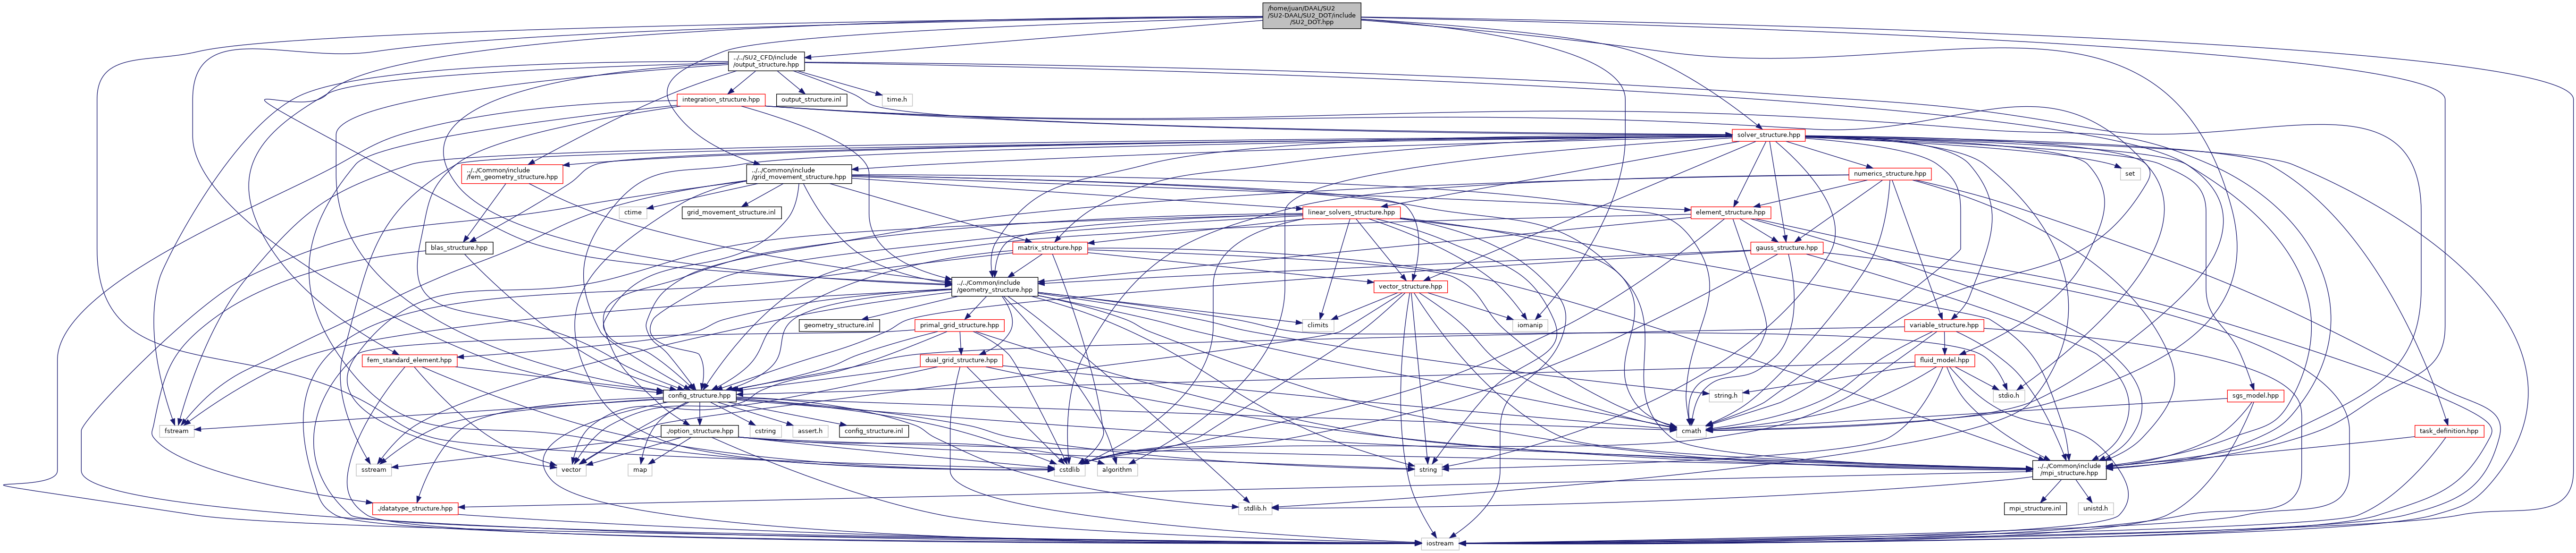 /home/juan/DAAL/SU2
/SU2-DAAL/SU2_DOT/include
/SU2_DOT.hpp
../../SU2_CFD/include
/output_structure.hpp
integration_structure.hpp
output_structure.inl
time.h
solver_structure.hpp
../../Common/include
/fem_geometry_structure.hpp
../../Common/include
/grid_movement_structure.hpp
numerics_structure.hpp
set
ctime
grid_movement_structure.inl
linear_solvers_structure.hpp
element_structure.hpp
blas_structure.hpp
matrix_structure.hpp
gauss_structure.hpp
../../Common/include
/geometry_structure.hpp
vector_structure.hpp
geometry_structure.inl
primal_grid_structure.hpp
climits
iomanip
variable_structure.hpp
fem_standard_element.hpp
dual_grid_structure.hpp
fluid_model.hpp
config_structure.hpp
string.h
stdio.h
sgs_model.hpp
fstream
./option_structure.hpp
cstring
assert.h
config_structure.inl
cmath
task_definition.hpp
sstream
vector
map
cstdlib
algorithm
string
../../Common/include
/mpi_structure.hpp
./datatype_structure.hpp
stdlib.h
mpi_structure.inl
unistd.h
iostream